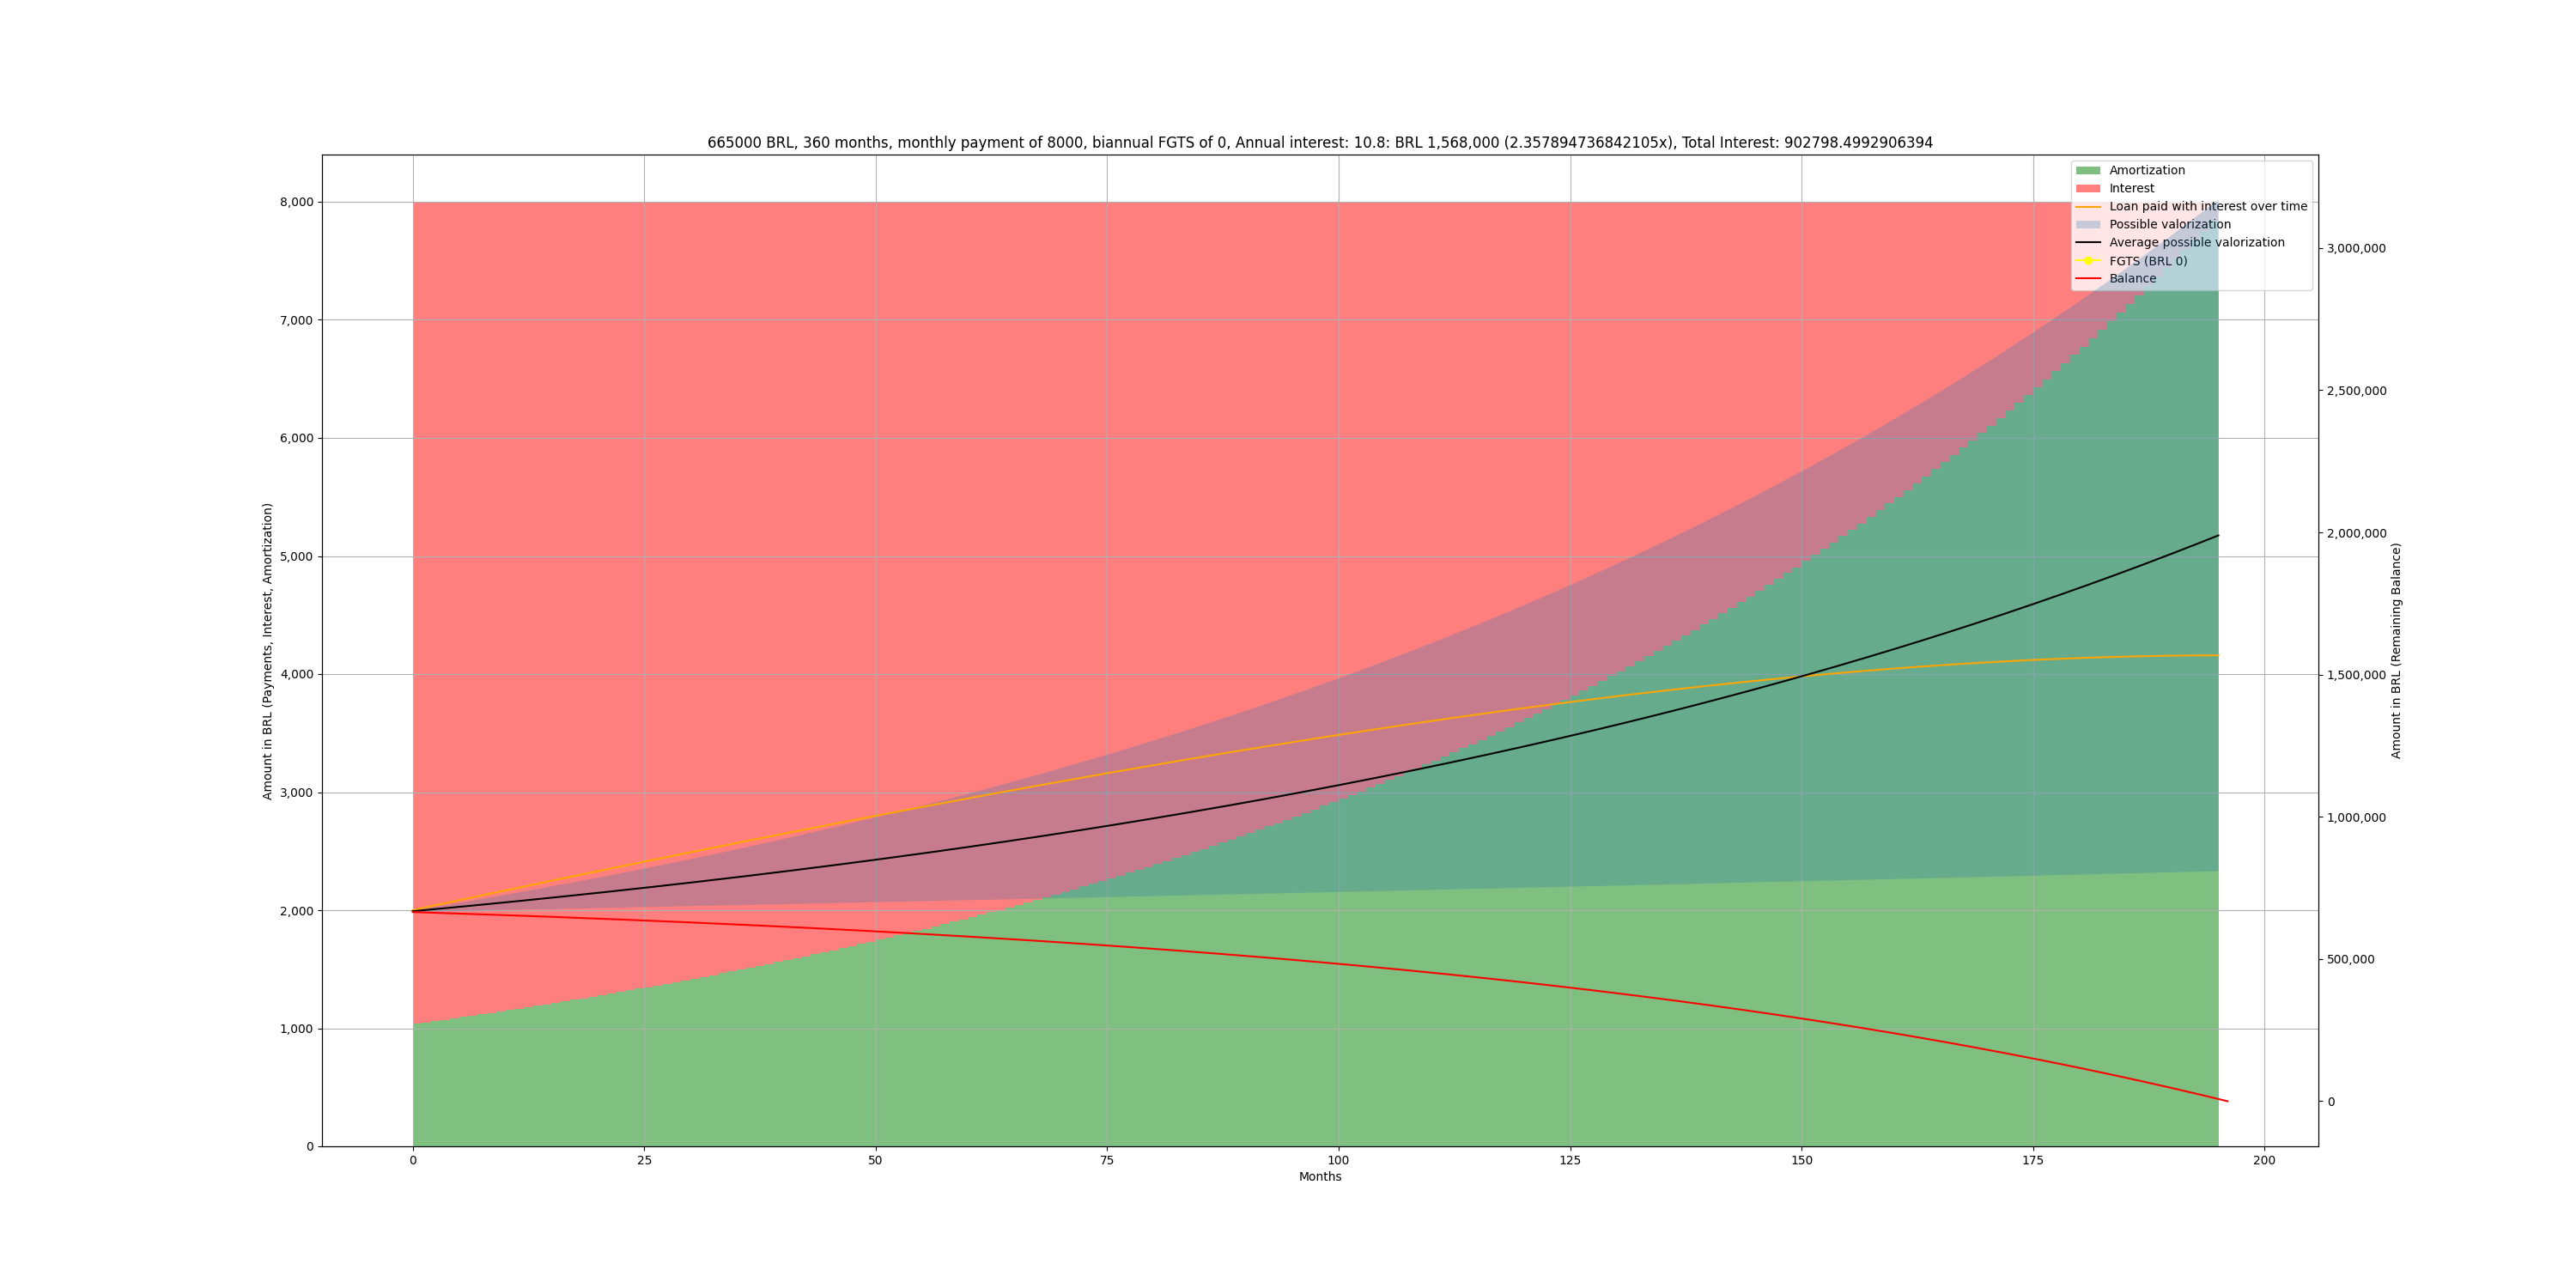 665000 BRL, 360 months, monthly payment of 8000, biannual FGTS of 0, Annual interest: 10.8: BRL 1,568,000 (2.357894736842105x), Total Interest: 902798.4992906394
Amortization
Interest
Loan paid with interest over time
Possible valorization
Average possible valorization
FGTS (BRL 0)
Balance
Amount in BRL (Payments, Interest, Amortization)
8,000
7,000
6,000
5,000
4,000
3,000
2,000
1,000
0
0
25
50
75
100
125
150
175
200
Months
3,000,000
2,500,000
2,000,000
1,500,000
1,000,000
500,000
0
Amount in BRL (Remaining Balance)